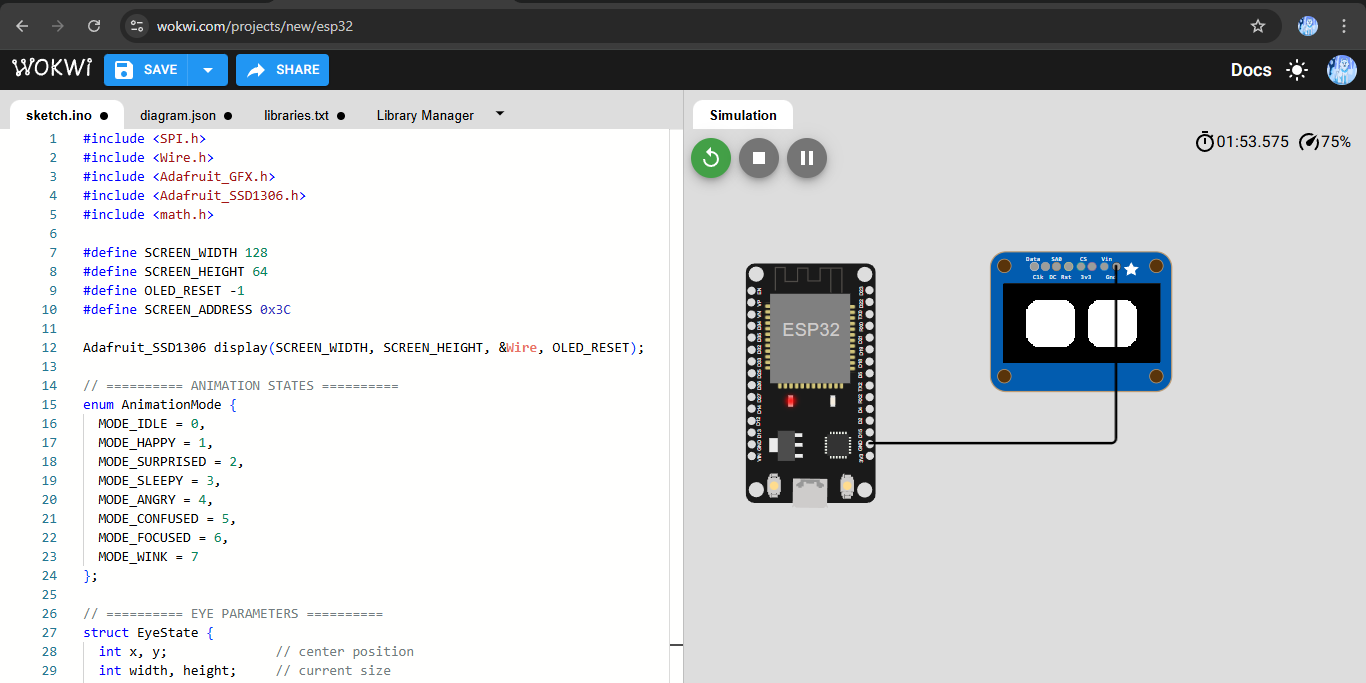 wokwi.com/projects/new/esp32
WOKWi
SAVE
SHARE
Docs
sketch.ino
diagram.json
libraries.txt
Library Manager
1 #include <SPI.h>
2 #include <Wire.h>
3 #include <Adafruit_GFX.h>
4 #include <Adafruit_SSD1306.h>
5 #include <math.h>
6
7 #define SCREEN_WIDTH 128
8 #define SCREEN_HEIGHT 64
9 #define OLED_RESET -1
10 #define SCREEN_ADDRESS 0x3C
11
12 Adafruit_SSD1306 display(SCREEN_WIDTH, SCREEN_HEIGHT, &Wire, OLED_RESET);
13
14 // ========== ANIMATION STATES ==========
15 enum AnimationMode {
16 MODE_IDLE = 0,
17 MODE_HAPPY = 1,
18 MODE_SURPRISED = 2,
19 MODE_SLEEPY = 3,
20 MODE_ANGRY = 4,
21 MODE_CONFUSED = 5,
22 MODE_FOCUSED = 6,
23 MODE_WINK = 7
24 };
25
26 // ========== EYE PARAMETERS ==========
27 struct EyeState {
28 int x, y; // center position
29 int width, height; // current size
Simulation
01:53.575
75%
ESP32
Data SA0 CS Vin
Clk DC Rst 3v3 Gnd